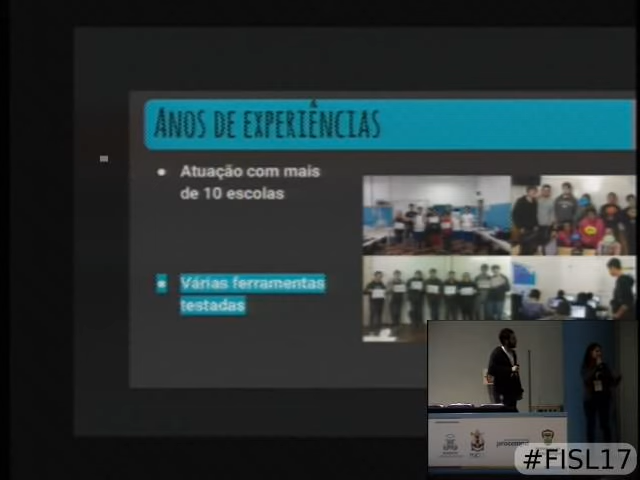 ANOS DE EXPERIÊNCIAS
● Atuação com mais
de 10 escolas
● Várias ferramentas
testadas
#FISL17